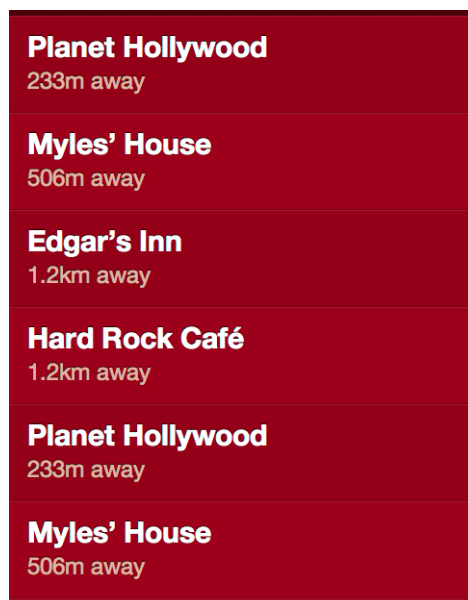 Planet Hollywood
233m away
Myles’ House
506m away
Edgar’s Inn
1.2km away
Hard Rock Café
1.2km away
Planet Hollywood
233m away
Myles’ House
506m away